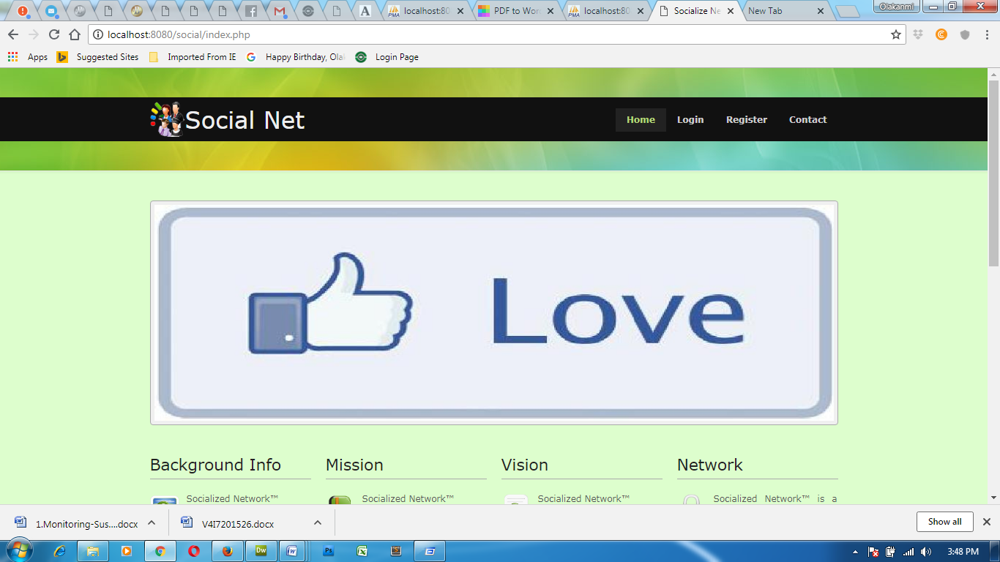 localhost:80
PDF to Wor
localhost:80
Socialize Ne
New Tab
Olakanmi
localhost:8080/social/index.php
Apps
Suggested Sites
Imported From IE
Happy Birthday, Ola
Login Page
Social Net
Home
Login
Register
Contact
Love
Background Info
Mission
Vision
Network
Socialized Network™
Socialized Network™
Socialized Network™
Socialized Network™ is a
1.Monitoring-Sus....docx
V4I7201526.docx
Show all
3:48 PM